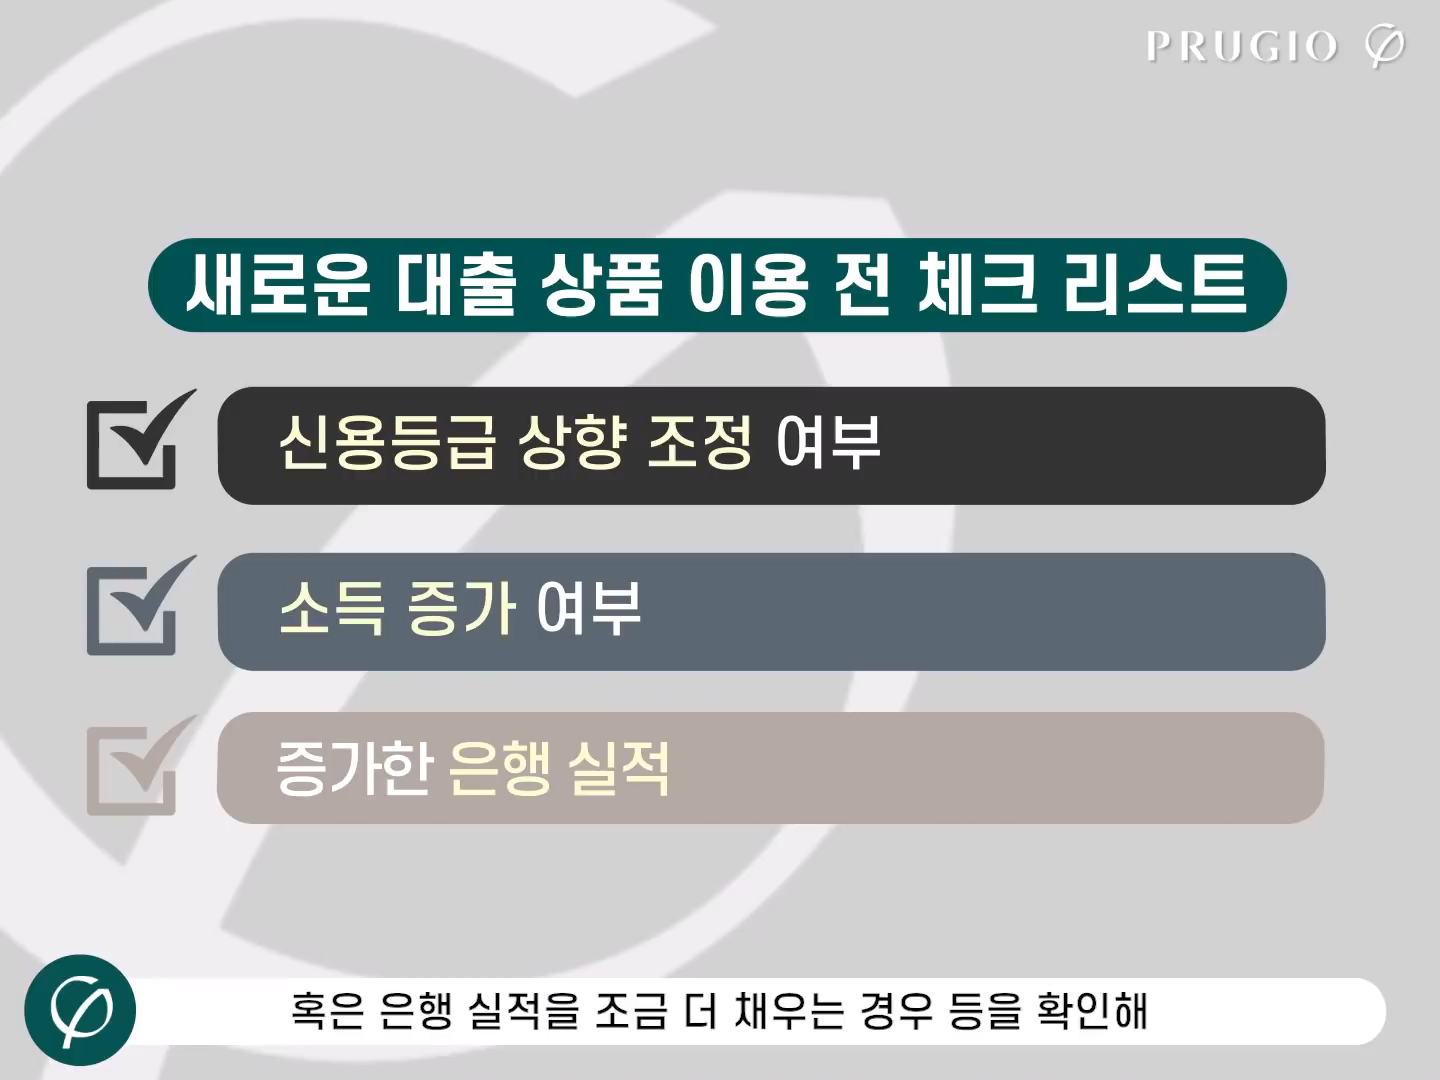 PRUGIO
새로운 대출 상품 이용 전 체크 리스트
신용등급 상향 조정 여부
소득 증가 여부
증가한 은행 실적
혹은 은행 실적을 조금 더 채우는 경우 등을 확인해